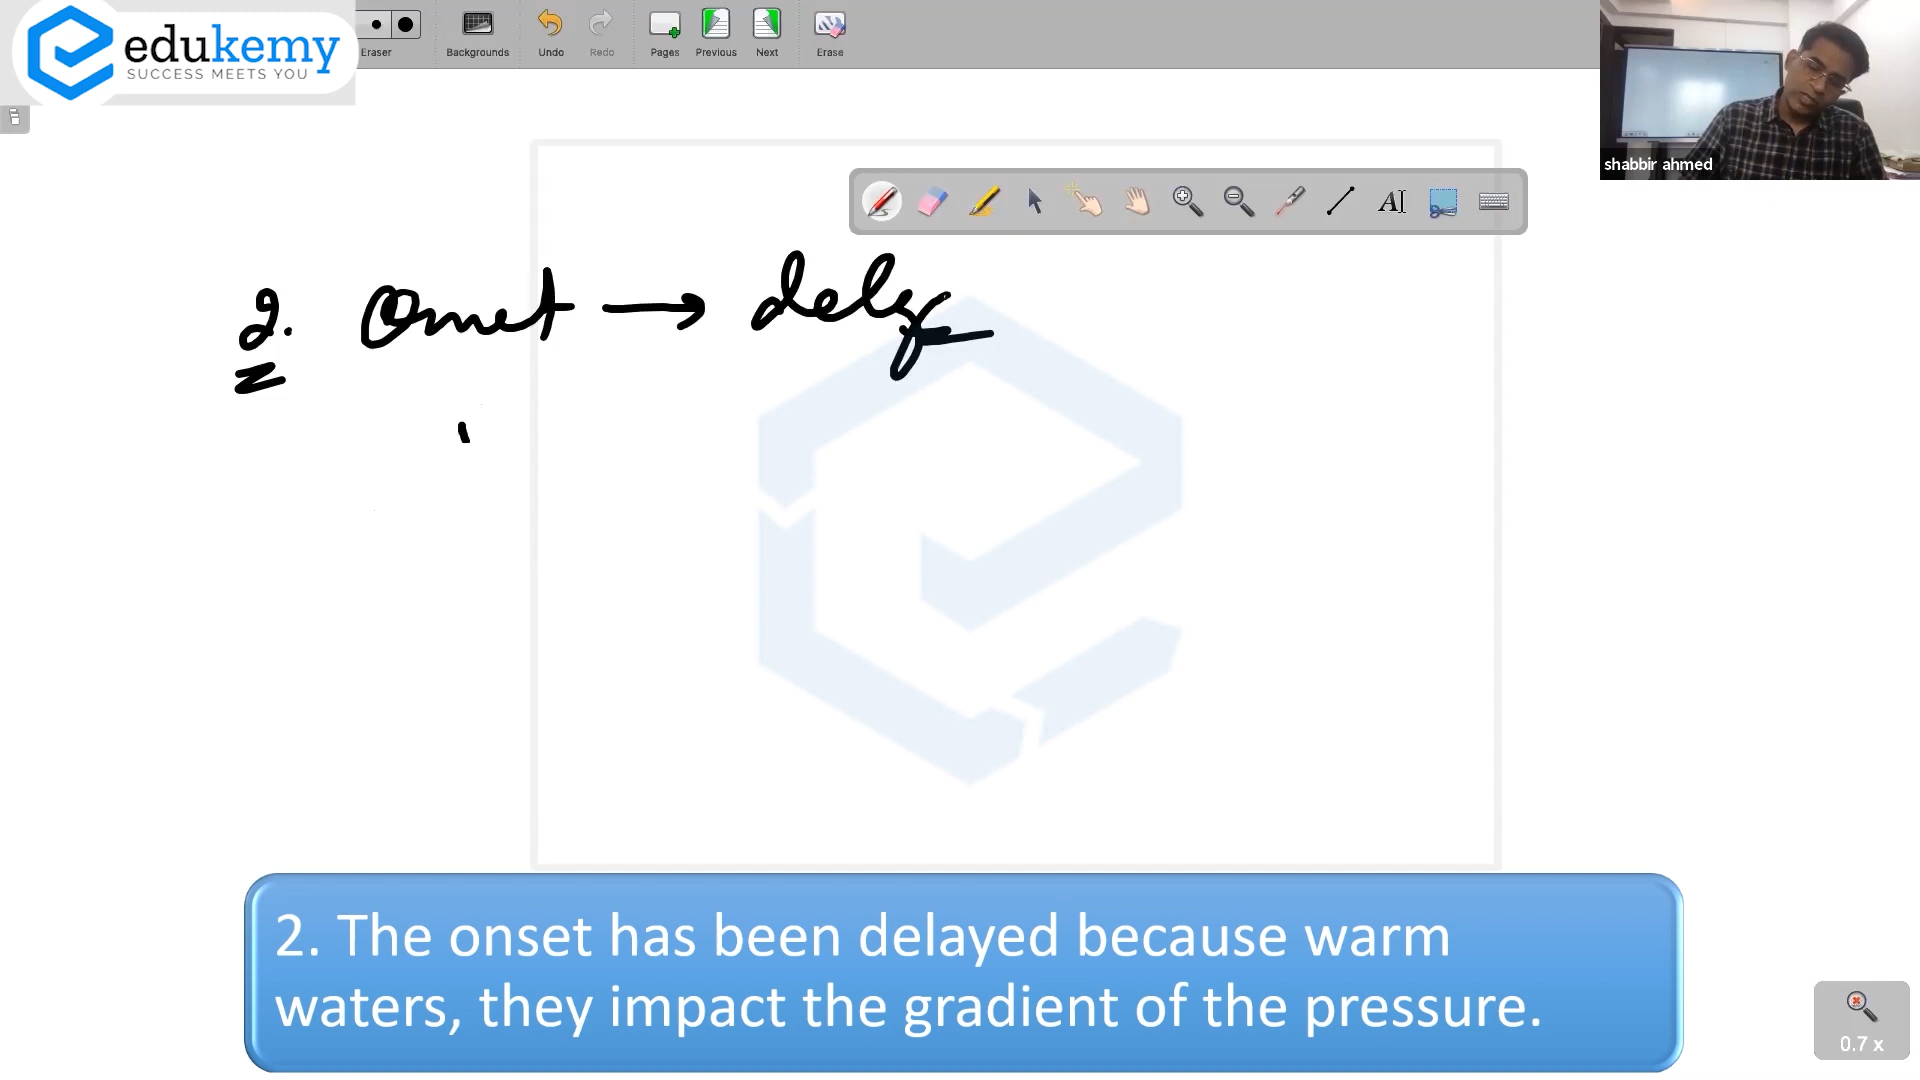 edukemy
SUCCESS MEETS YOU
Eraser
Backgrounds
Undo
Redo
Pages
Previous
Next
Erase
shabbir ahmed
2. Onset → delay
2. The onset has been delayed because warm
waters, they impact the gradient of the pressure.
0.7 x